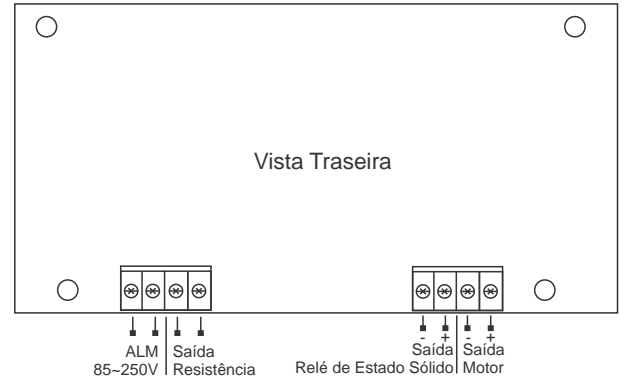 Vista Traseira
- + - +
ALM Saída Saída Saída
85~250V Resistência Relé de Estado Sólido Motor